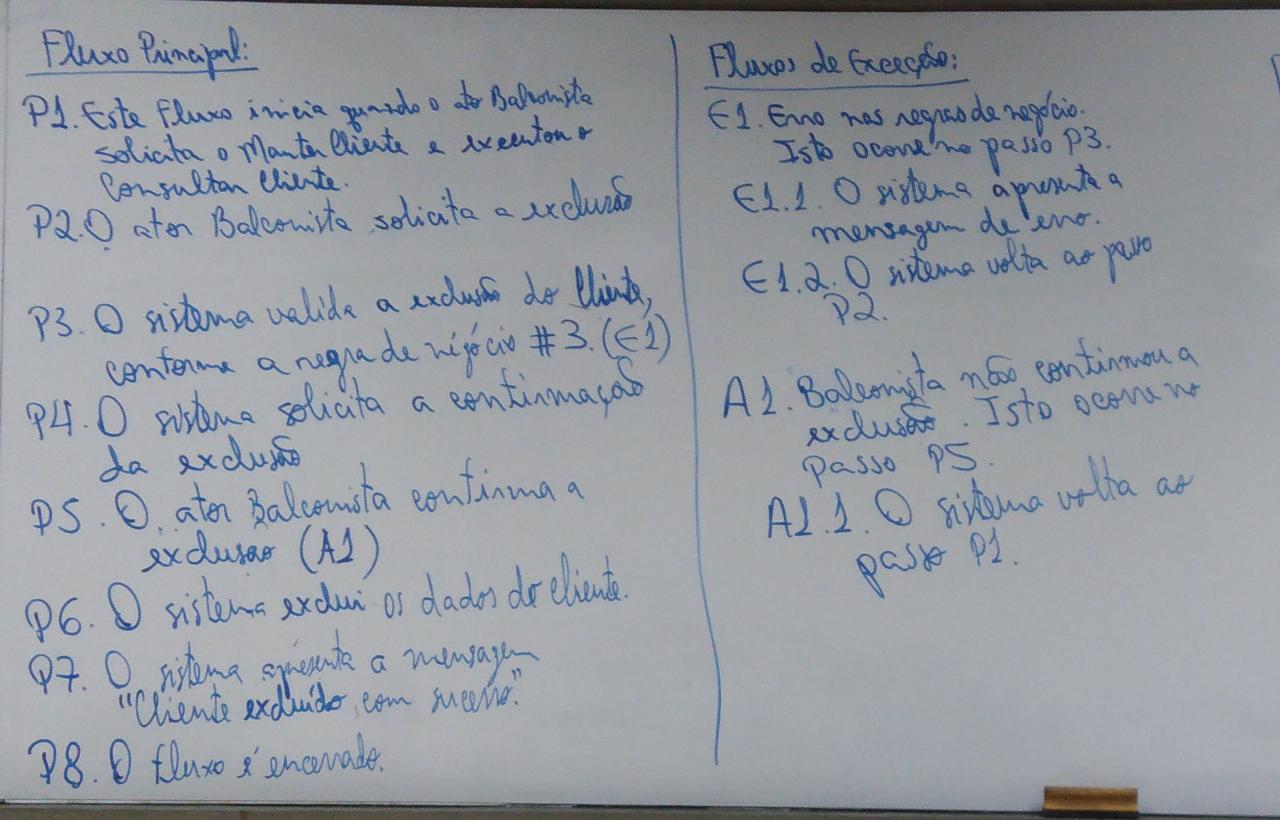 Fluxo Principal:
P1. Este fluxo inicia quando o ator Balconista
solicita o Manter Cliente e executou o
Consultar Cliente.
P2. O ator Balconista solicita a exclusão
P3. O sistema valida a exclusão do Cliente,
conforme a regra de négócio #3. (E1)
P4. O sistema solicita a confirmação
da exclusão
P5. O ator Balconista confirma a
exclusão (A1)
P6. O sistema exclui os dados do cliente.
P7. O sistema apresenta a mensagem
"Cliente excluído com sucesso."
P8. O fluxo é encerrado.
Fluxos de Exceção:
E1. Erro nas regras de negócio.
Isto ocorre no passo P3.
E1.1. O sistema apresenta a
mensagem de erro.
E1.2. O sistema volta ao passo
P2.
A1. Balconista não confirmou a
exclusão. Isto ocorre no
passo P5.
A1.1. O sistema volta ao
passo P1.